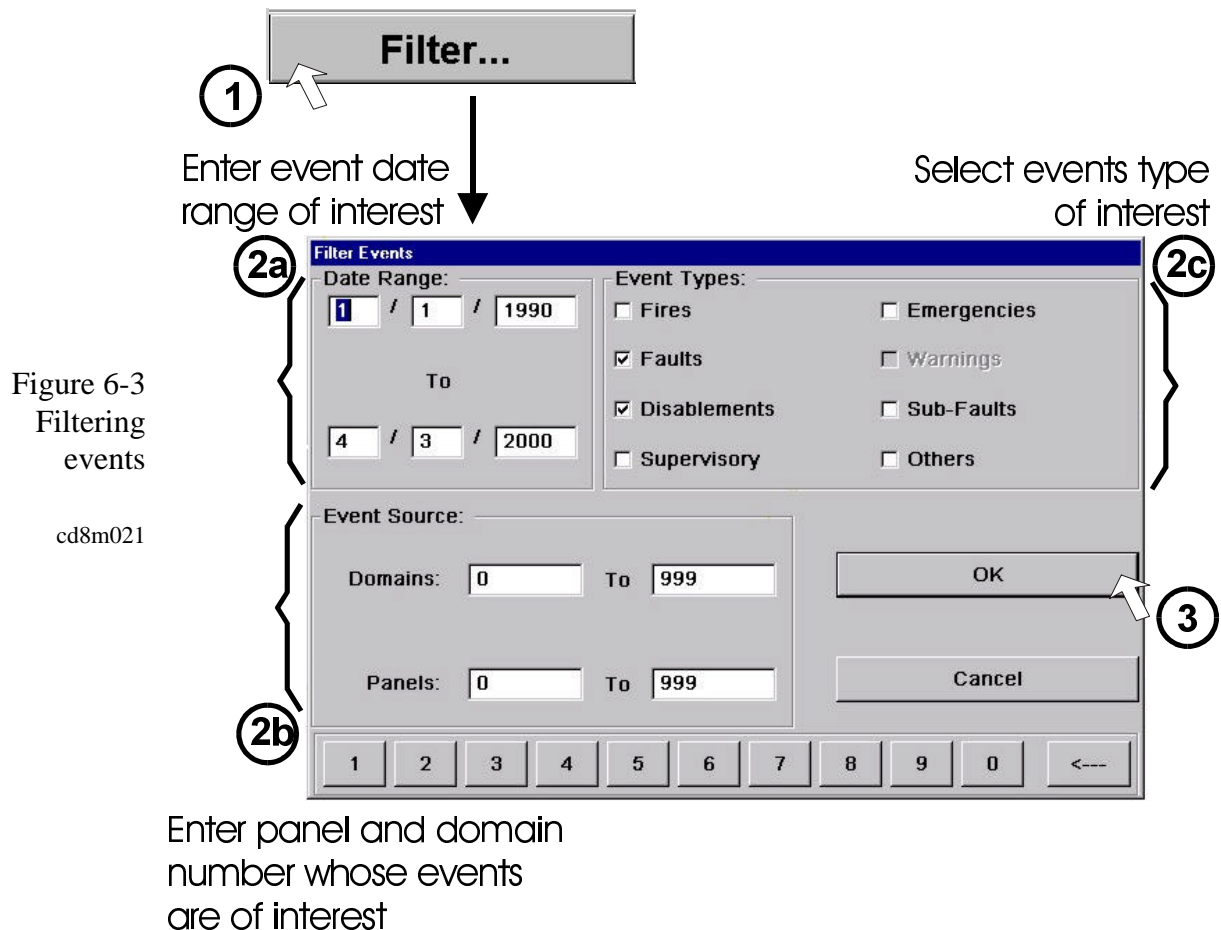 Filter...
1
Enter event date
range of interest
Select events type
of interest
2a
2c
Filter Events
Date Range:
1 / 1 / 1990
To
4 / 3 / 2000
Event Types:
Fires
Emergencies
Faults
Warnings
Disablements
Sub-Faults
Supervisory
Others
Figure 6-3
Filtering
events
cd8m021
Event Source:
Domains: 0 To 999
Panels: 0 To 999
OK
3
Cancel
2b
1 2 3 4 5 6 7 8 9 0 <---
Enter panel and domain
number whose events
are of interest